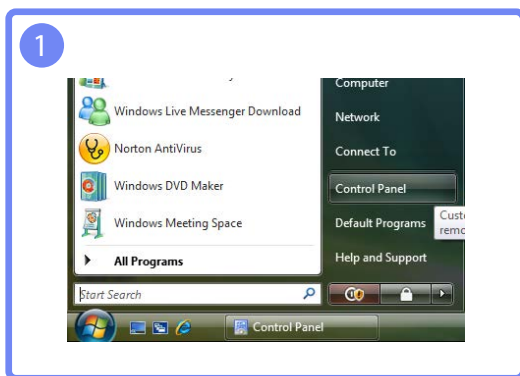 1
Windows Live Messenger Download
Norton AntiVirus
Windows DVD Maker
Windows Meeting Space
All Programs
Start Search
Computer
Network
Connect To
Control Panel
Default Programs
Help and Support
Control Panel